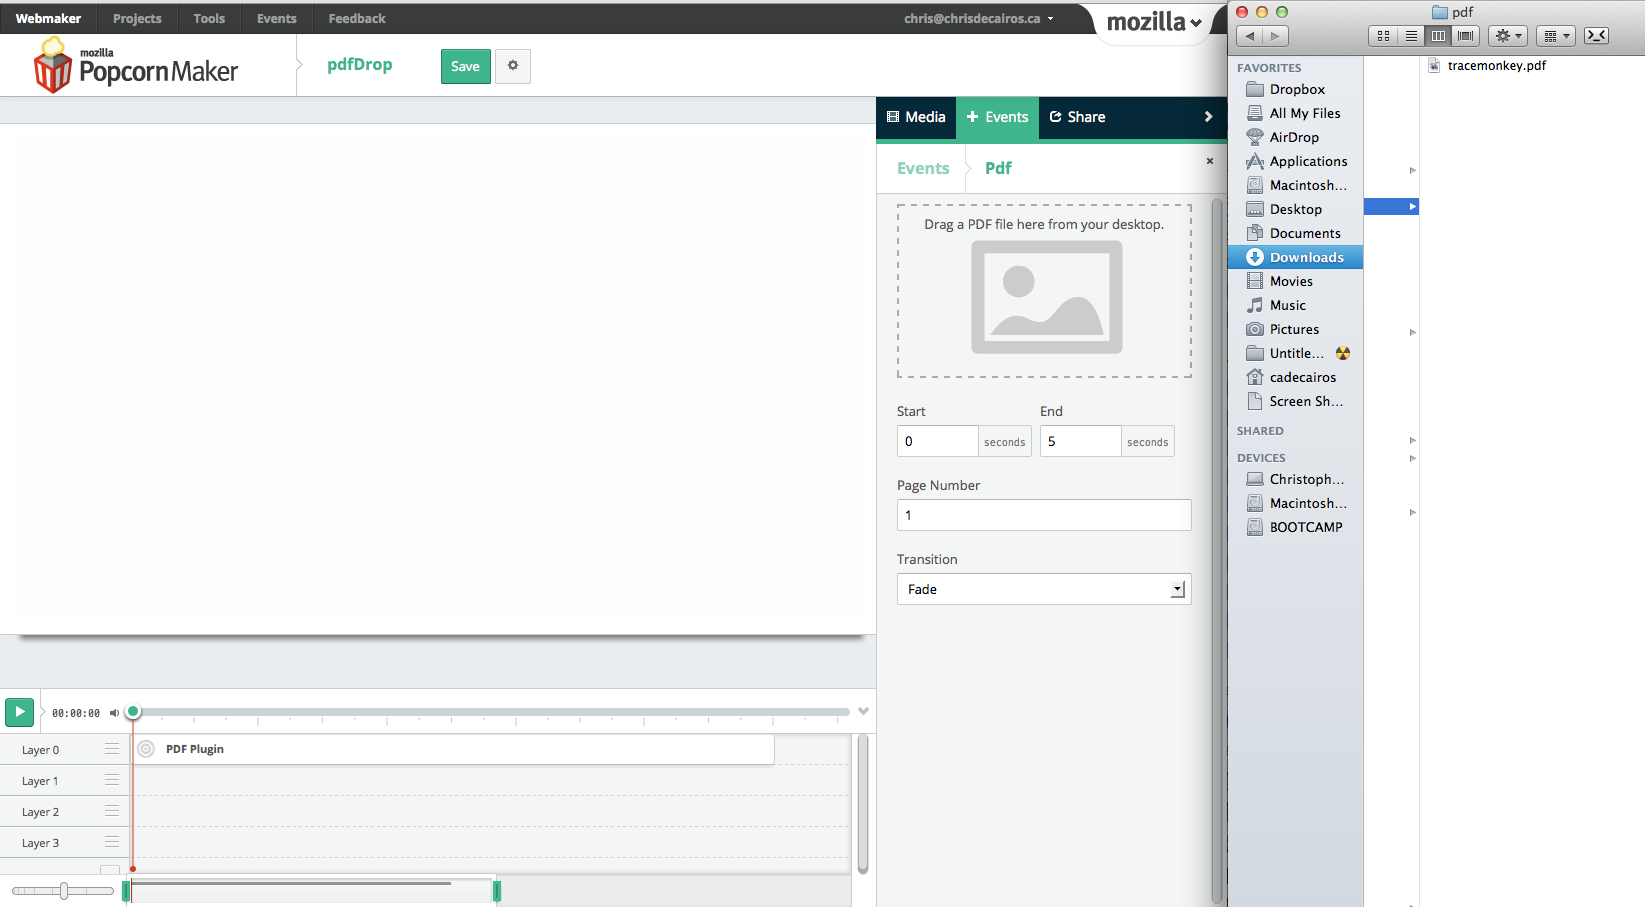 Webmaker Projects Tools Events Feedback chris@chrisdecairos.ca mozilla
mozilla
PopcornMaker
pdfDrop
Save
Media Events Share
Events Pdf
Drag a PDF file here from your desktop.
Start End
0 seconds 5 seconds
Page Number
1
Transition
Fade
00:00:00
Layer 0 PDF Plugin
Layer 1
Layer 2
Layer 3
pdf
FAVORITES
Dropbox
All My Files
AirDrop
Applications
Macintosh...
Desktop
Documents
Downloads
Movies
Music
Pictures
Untitle...
cadecairos
Screen Sh...
SHARED
DEVICES
Christoph...
Macintosh...
BOOTCAMP
tracemonkey.pdf